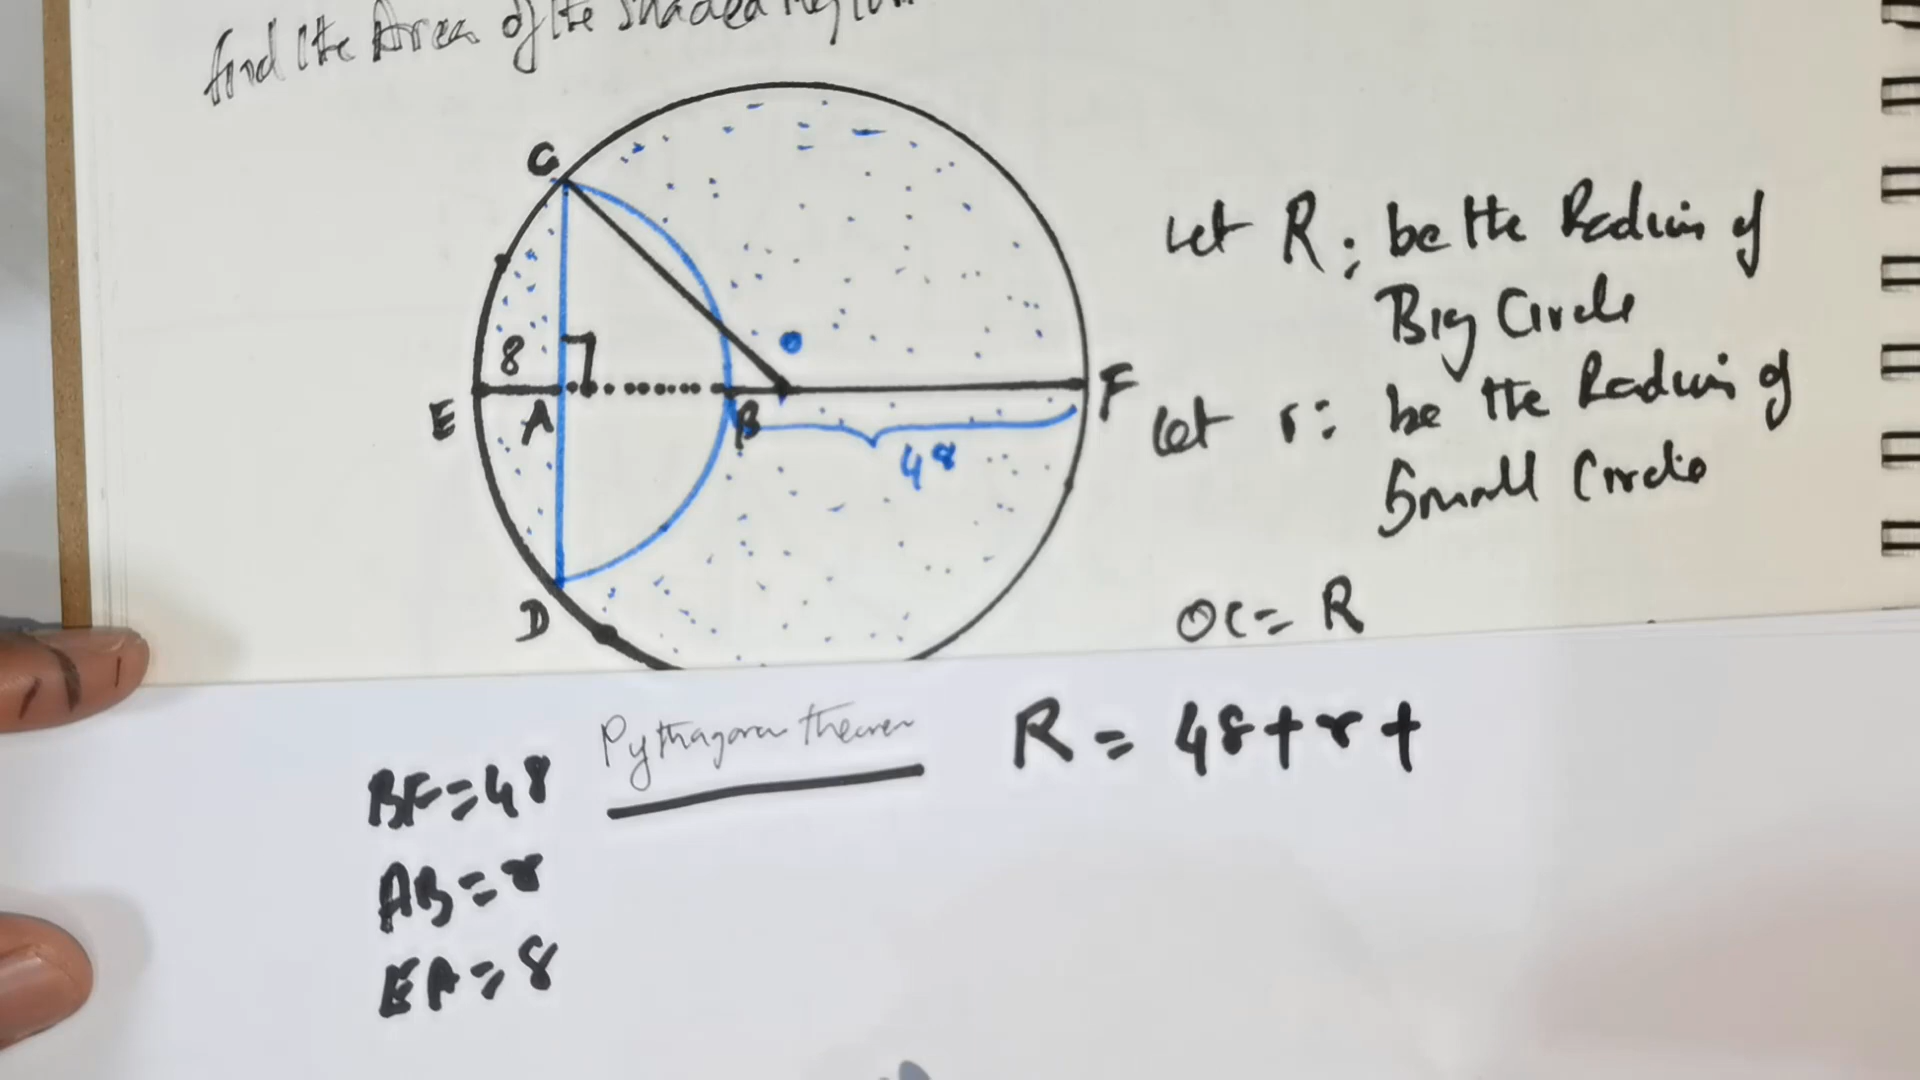 find the Area of the shaded region
C
8
O
E
A
B
F
48
D
Let R: be the Radius of
Big Circle
Let r: be the Radius of
Small Circle
OC = R
Pythagoras theorem
R = 48+r+
BF=48
AB=r
EA=8